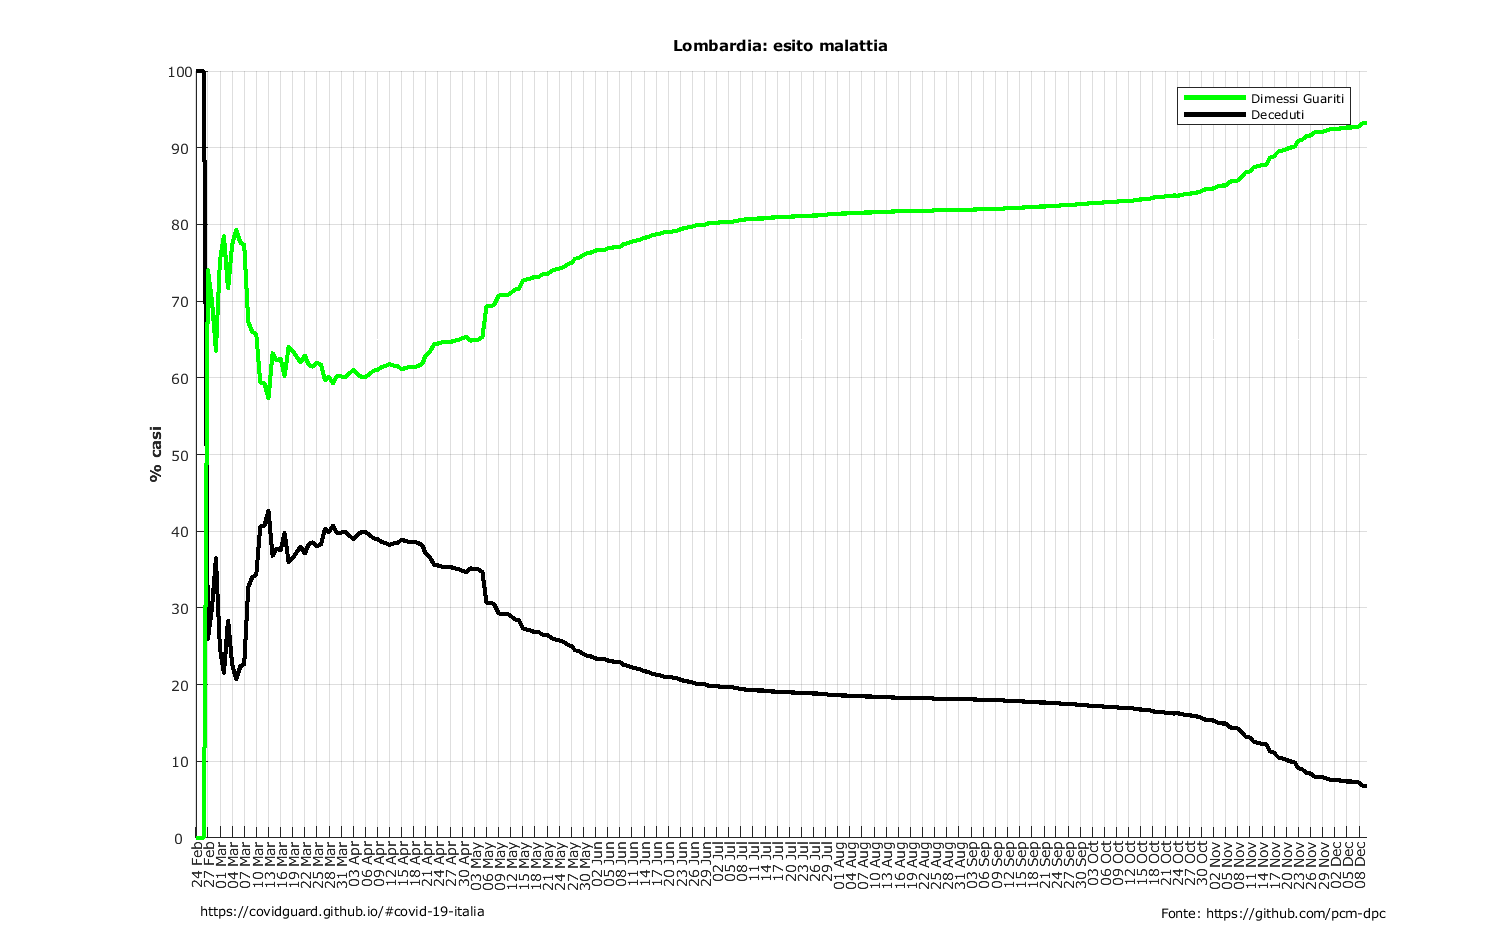 Lombardia: esito malattia
100
90
80
70
60
50
40
30
20
10
0
% casi
Dimessi Guariti
Deceduti
24 Feb
27 Feb
01 Mar
04 Mar
07 Mar
10 Mar
13 Mar
16 Mar
19 Mar
22 Mar
25 Mar
28 Mar
31 Mar
03 Apr
06 Apr
09 Apr
12 Apr
15 Apr
18 Apr
21 Apr
24 Apr
27 Apr
30 Apr
03 May
06 May
09 May
12 May
15 May
18 May
21 May
24 May
27 May
30 May
02 Jun
05 Jun
08 Jun
11 Jun
14 Jun
17 Jun
20 Jun
23 Jun
26 Jun
29 Jun
02 Jul
05 Jul
08 Jul
11 Jul
14 Jul
17 Jul
20 Jul
23 Jul
26 Jul
29 Jul
01 Aug
04 Aug
07 Aug
10 Aug
13 Aug
16 Aug
19 Aug
22 Aug
25 Aug
28 Aug
31 Aug
03 Sep
06 Sep
09 Sep
12 Sep
15 Sep
18 Sep
21 Sep
24 Sep
27 Sep
30 Sep
03 Oct
06 Oct
09 Oct
12 Oct
15 Oct
18 Oct
21 Oct
24 Oct
27 Oct
30 Oct
02 Nov
05 Nov
08 Nov
11 Nov
14 Nov
17 Nov
20 Nov
23 Nov
26 Nov
29 Nov
02 Dec
05 Dec
08 Dec
https://covidguard.github.io/#covid-19-italia
Fonte: https://github.com/pcm-dpc